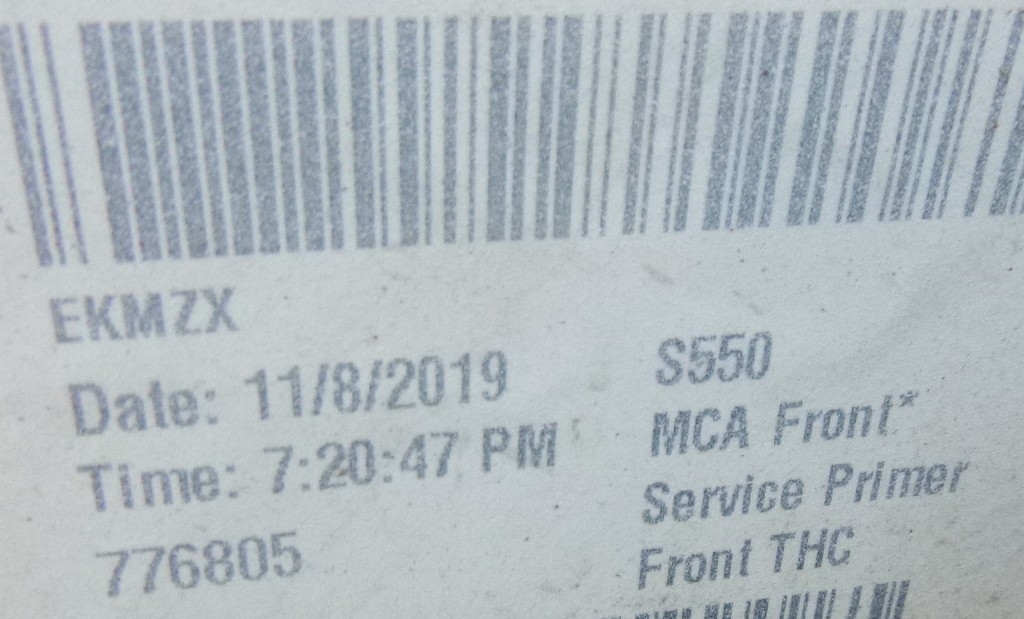 EKMZX
Date: 11/8/2019
Time: 7:20:47 PM
776805
S550
MCA Front*
Service Primer
Front THC